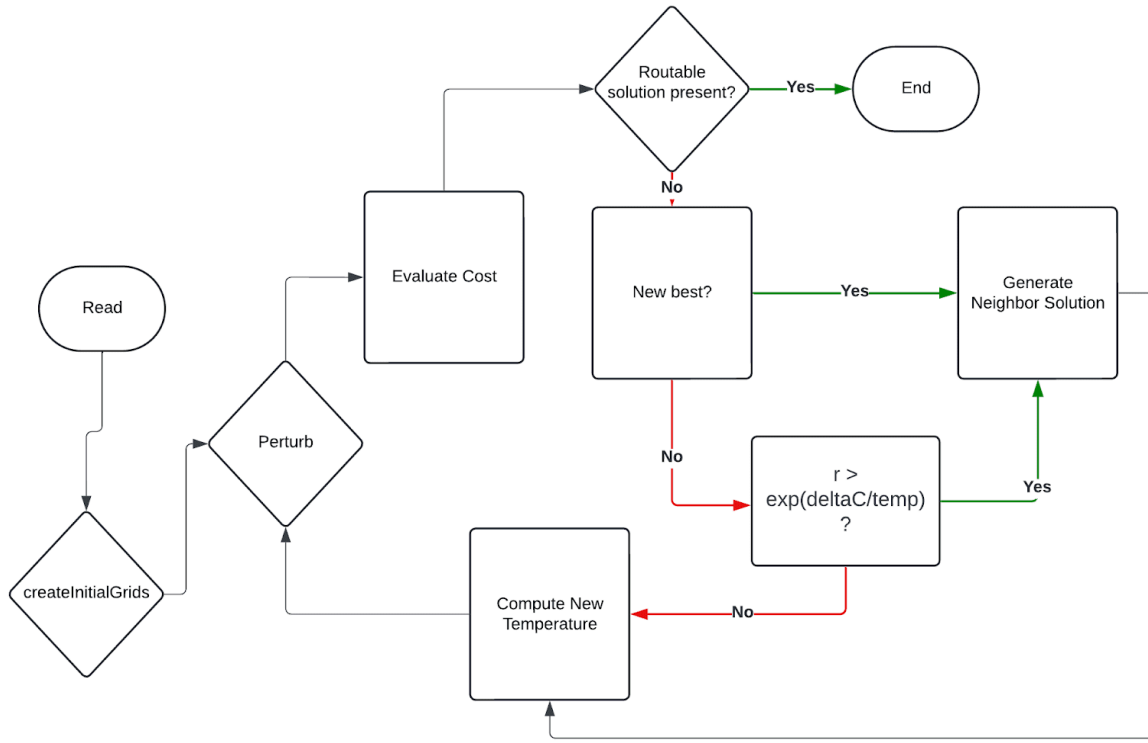 Read
createInitialGrids
Perturb
Evaluate Cost
Routable
solution present?
Yes
End
No
New best?
Yes
Generate
Neighbor Solution
No
r >
exp(deltaC/temp)
?
Yes
No
Compute New
Temperature